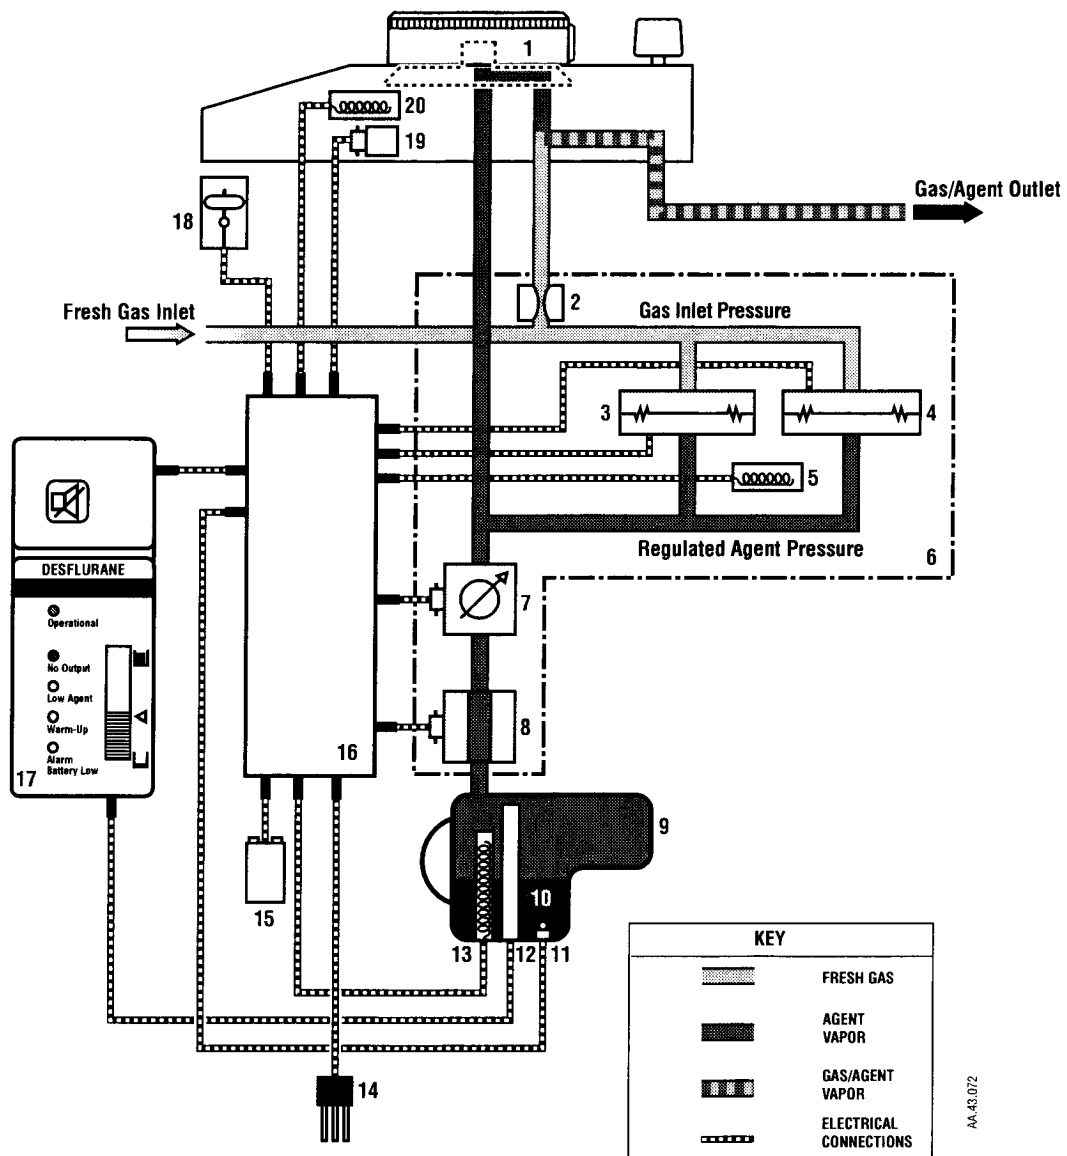 1
20
19
Gas/Agent Outlet
18
2
Fresh Gas Inlet
Gas Inlet Pressure
3
4
5
Regulated Agent Pressure
6
DESFLURANE
Operational
No Output
Low Agent
Warm-Up
Alarm
Battery Low
17
7
8
16
9
10
15
13
12
11
14
KEY
FRESH GAS
AGENT
VAPOR
GAS/AGENT
VAPOR
ELECTRICAL
CONNECTIONS
AA.43.072